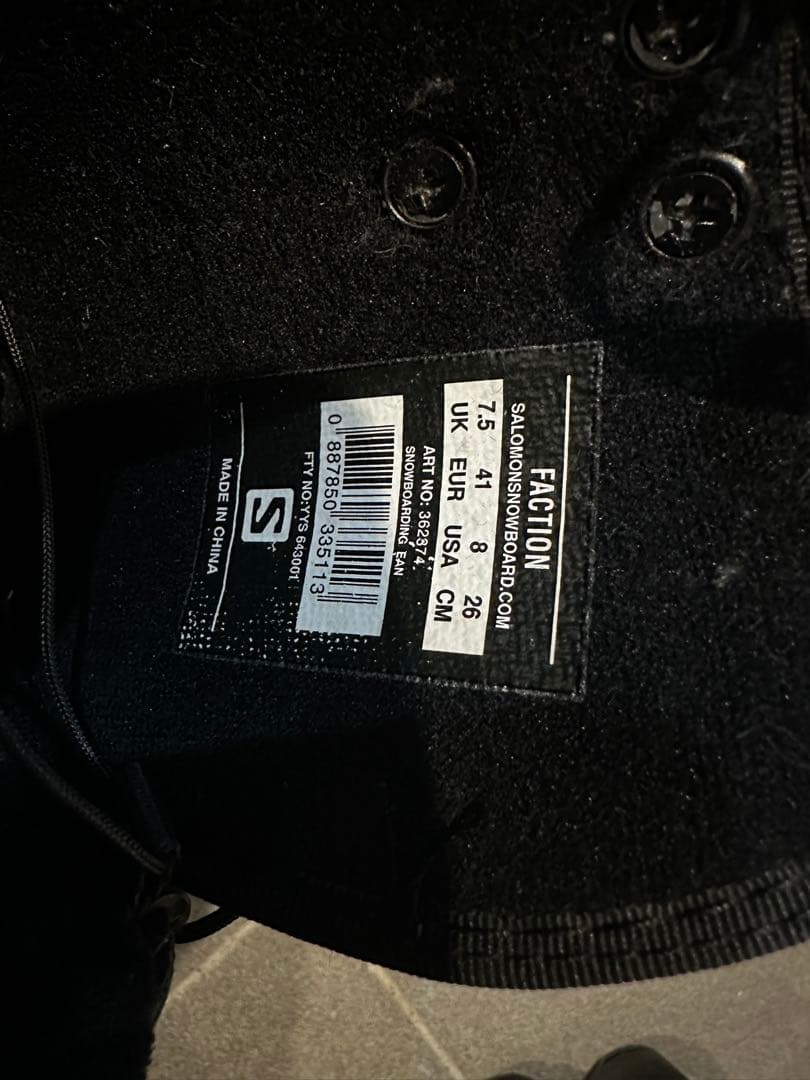 FACTION
SALOMONSNOWBOARD.COM
7.5 41 8 26
UK EUR USA CM
ART NO: 362874
SNOWBOARDING EAN
0 887850 335113
FTY NO:YYS 643001
S
MADE IN CHINA